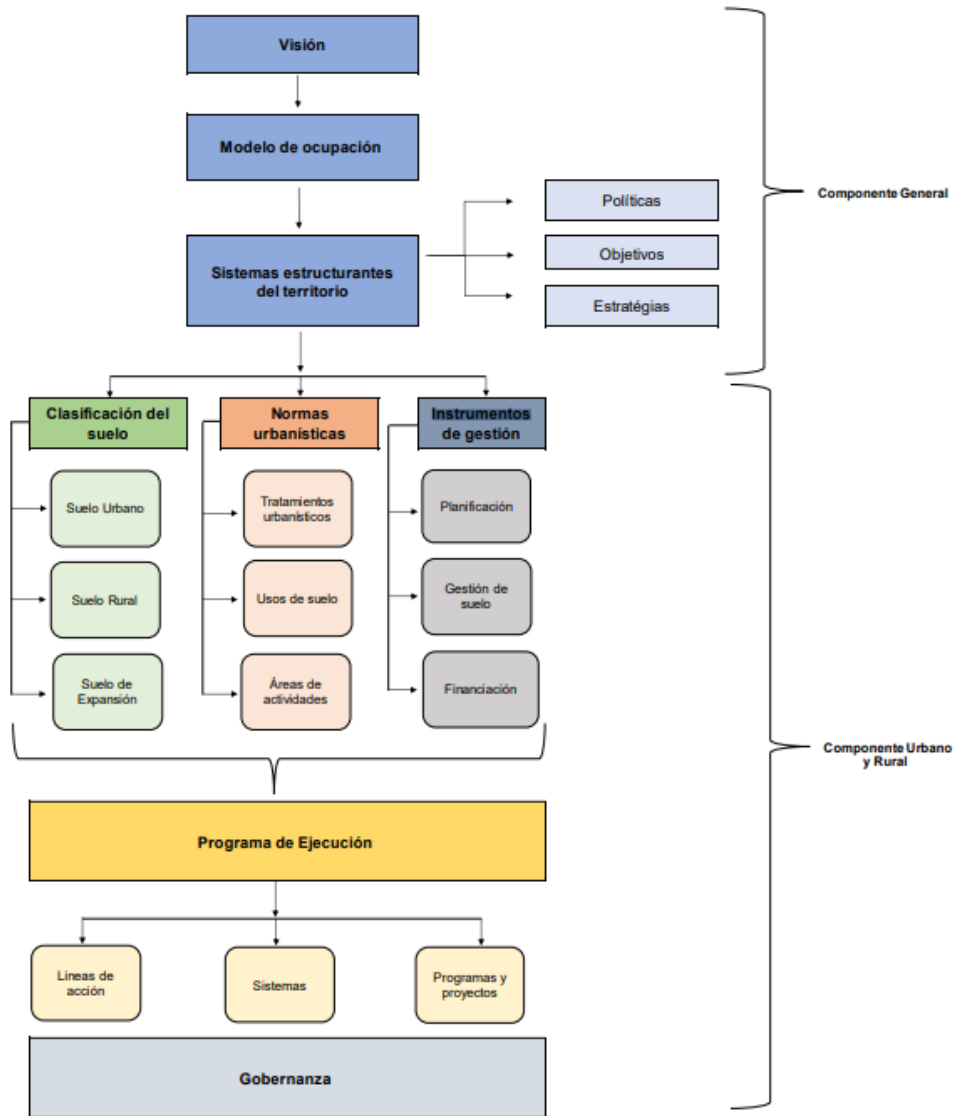 Visión
Modelo de ocupación
Sistemas estructurantes
del territorio
Políticas
Objetivos
Estratégias
Componente General
Clasificación del
suelo
Normas
urbanísticas
Instrumentos
de gestión
Suelo Urbano
Suelo Rural
Suelo de
Expansión
Tratamientos
urbanísticos
Usos de suelo
Áreas de
actividades
Planificación
Gestión de
suelo
Financiación
Componente Urbano
y Rural
Programa de Ejecución
Lineas de
acción
Sistemas
Programas y
proyectos
Gobernanza